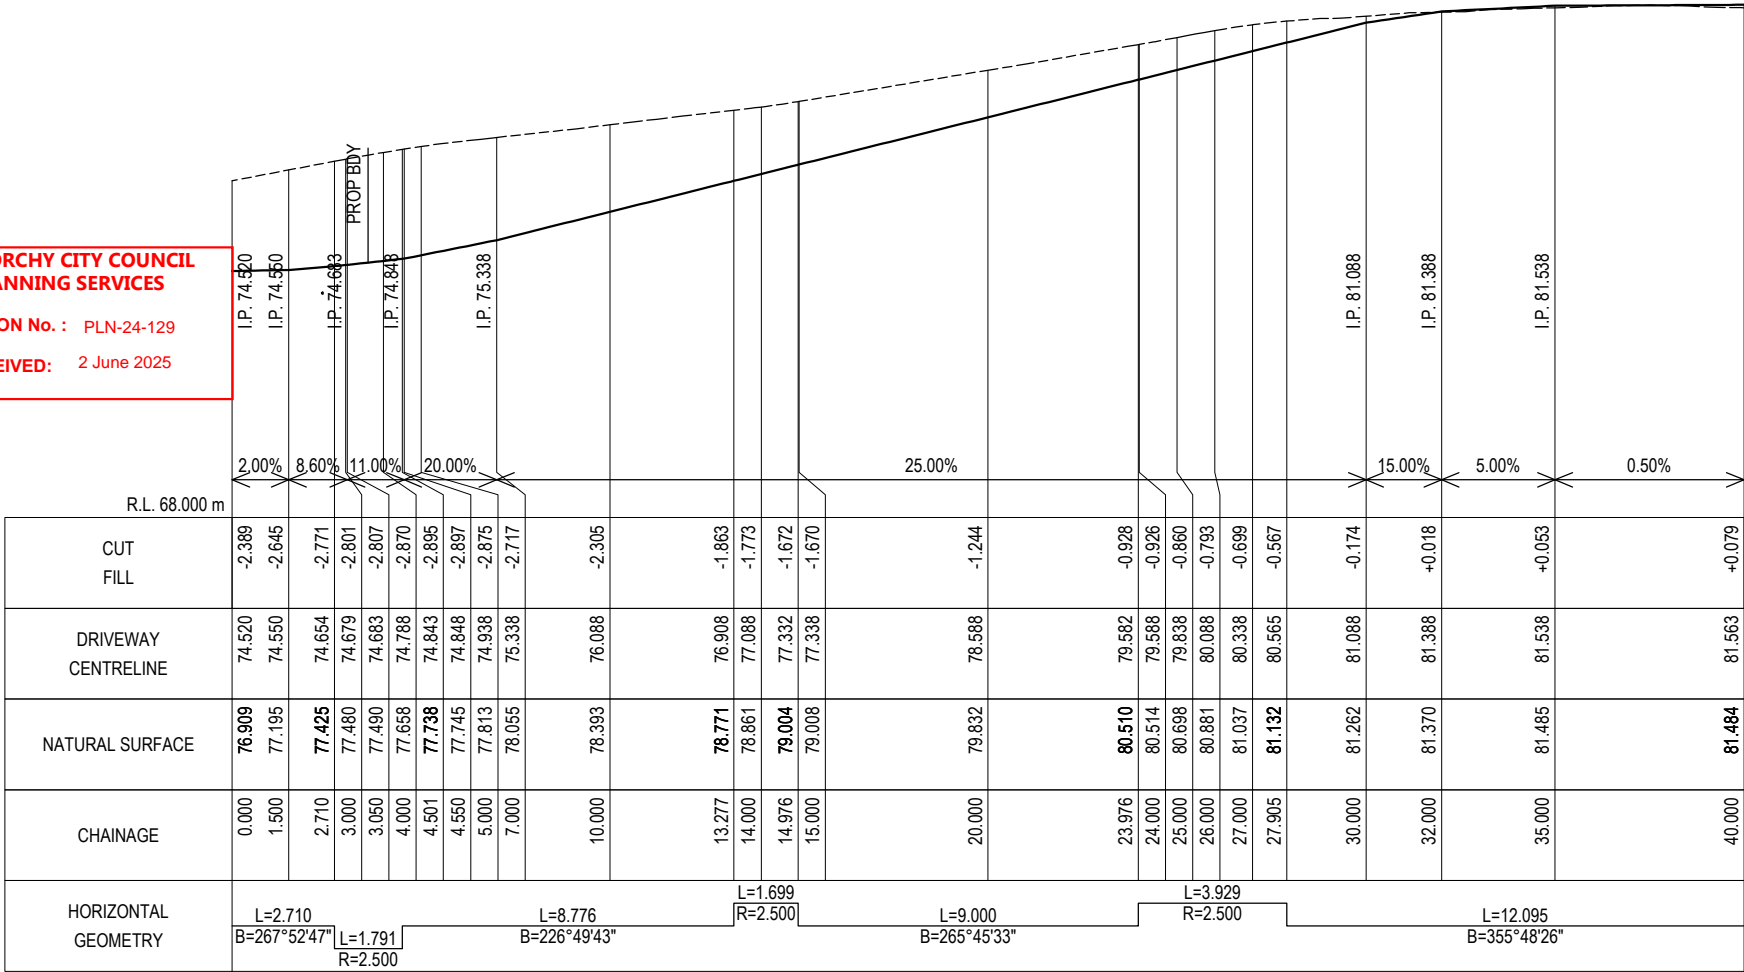 ORCHY CITY COUNCIL
ANNING SERVICES
ON No. : PLN-24-129
EIVED: 2 June 2025
PROP BDY
I.P. 74.520
I.P. 74.550
I.P. 74.683
I.P. 74.848
I.P. 75.338
I.P. 81.088
I.P. 81.388
I.P. 81.538
2.00% 8.60% 11.00% 20.00% 25.00% 15.00% 5.00% 0.50%
R.L. 68.000 m
CUT
FILL
-2.389 -2.645 -2.771 -2.801 -2.807 -2.870 -2.895 -2.897 -2.875 -2.717 -2.305 -1.863 -1.773 -1.672 -1.670 -1.244 -0.928 -0.926 -0.860 -0.793 -0.699 -0.567 -0.174 +0.018 +0.053 +0.079
DRIVEWAY
CENTRELINE
74.520 74.550 74.654 74.679 74.683 74.788 74.843 74.848 74.938 75.338 76.088 76.908 77.088 77.332 77.338 78.588 79.582 79.588 79.838 80.088 80.338 80.565 81.088 81.388 81.538 81.563
NATURAL SURFACE
76.909 77.195 77.425 77.480 77.490 77.658 77.738 77.745 77.813 78.055 78.393 78.771 78.861 79.004 79.008 79.832 80.510 80.514 80.698 80.881 81.037 81.132 81.262 81.370 81.485 81.484
CHAINAGE
0.000 1.500 2.710 3.000 3.050 4.000 4.501 4.550 5.000 7.000 10.000 13.277 14.000 14.976 15.000 20.000 23.976 24.000 25.000 26.000 27.000 27.905 30.000 32.000 35.000 40.000
HORIZONTAL
GEOMETRY
L=2.710
B=267°52'47"
L=1.791
R=2.500
L=8.776
B=226°49'43"
L=1.699
R=2.500
L=9.000
B=265°45'33"
L=3.929
R=2.500
L=12.095
B=355°48'26"